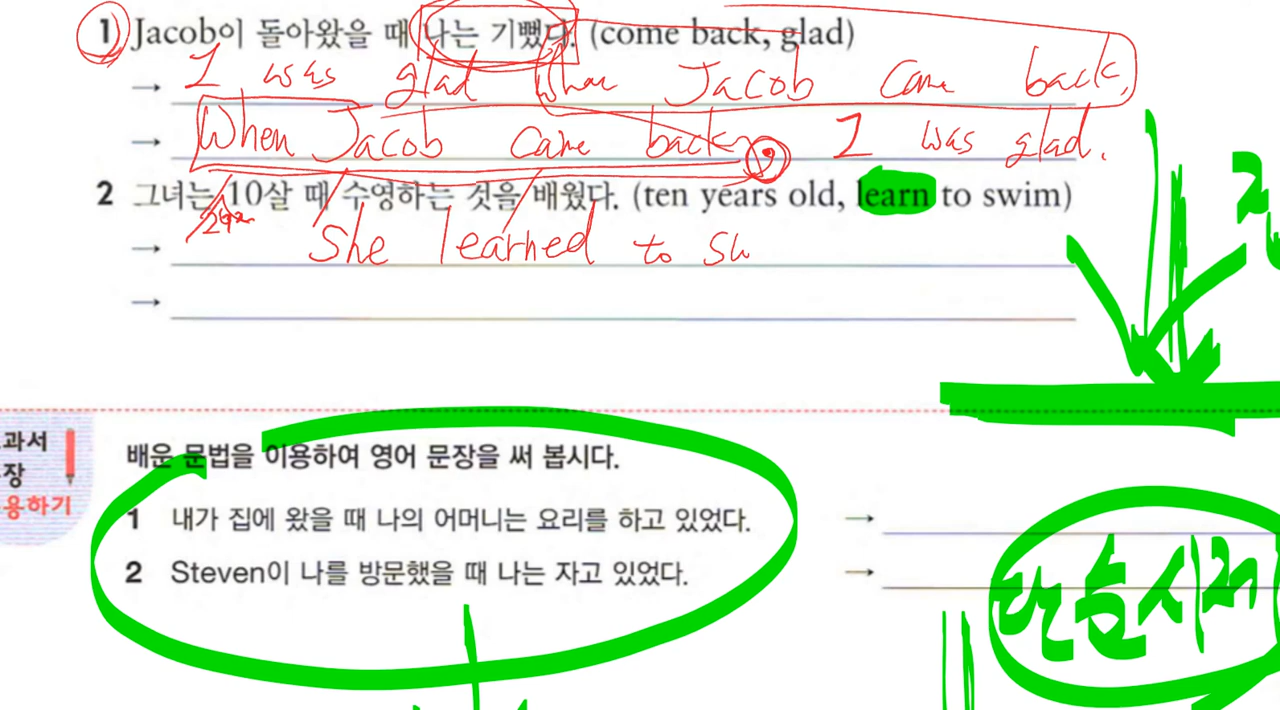 1) Jacob이 돌아왔을 때 나는 기뻤다. (come back, glad)
→ I was glad when Jacob came back.
→ When Jacob came back, I was glad.
2 그녀는 10살 때 수영하는 것을 배웠다. (ten years old, learn to swim)
→ She learned to sw
→
과서
장
용하기
배운 문법을 이용하여 영어 문장을 써 봅시다.
1 내가 집에 왔을 때 나의 어머니는 요리를 하고 있었다. →
2 Steven이 나를 방문했을 때 나는 자고 있었다. →
단순시제